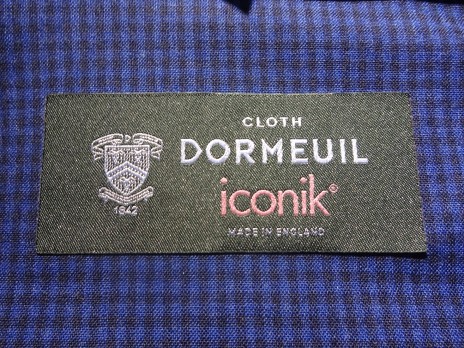 CLOTH
DORMEUIL
iconik®
MADE IN ENGLAND
1842